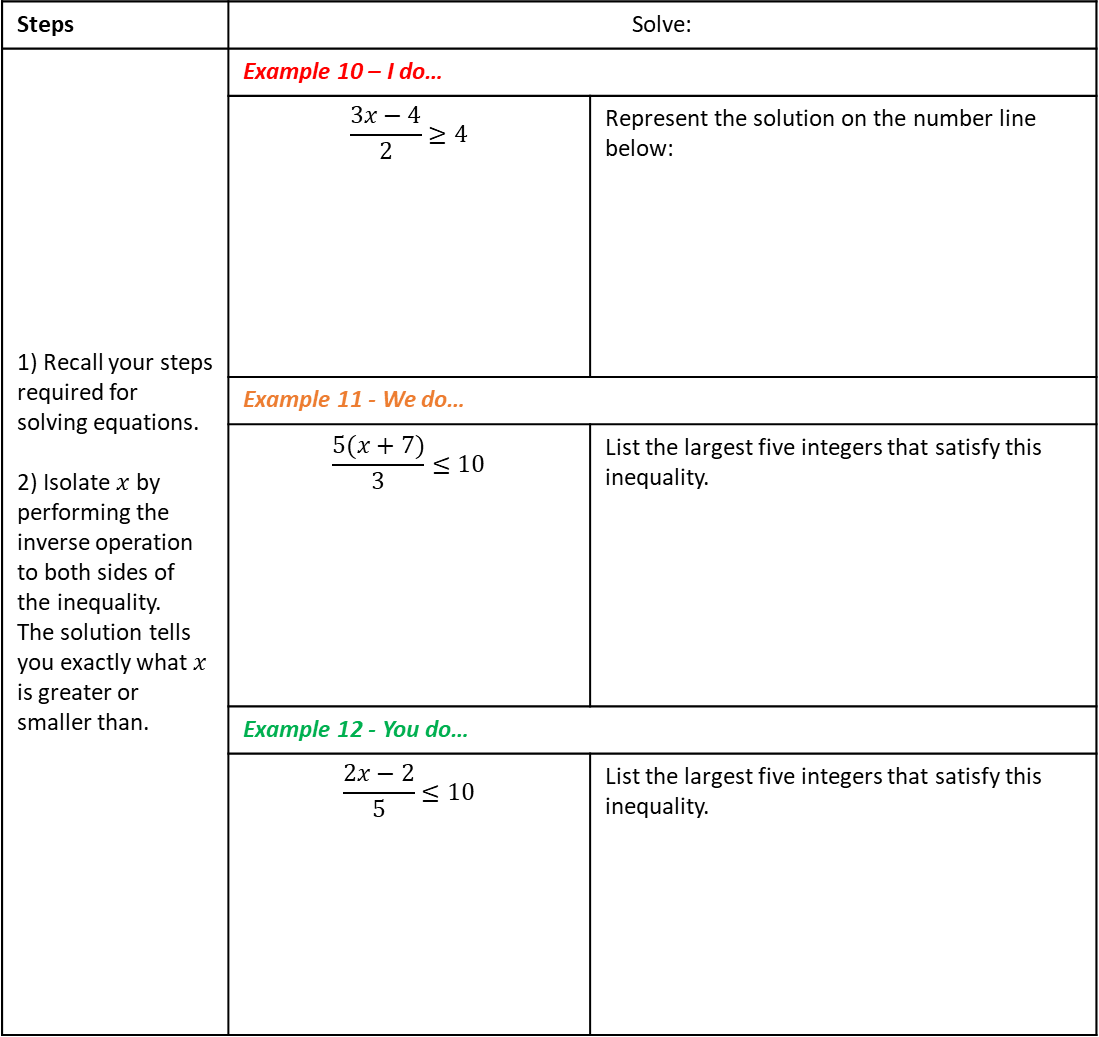 Steps
Solve:
1) Recall your steps
required for
solving equations.
2) Isolate x by
performing the
inverse operation
to both sides of
the inequality.
The solution tells
you exactly what x
is greater or
smaller than.
Example 10 – I do…
3x − 4
2
≥ 4
Represent the solution on the number line
below:
Example 11 - We do…
5(x + 7)
3
≤ 10
List the largest five integers that satisfy this
inequality.
Example 12 - You do…
2x − 2
5
≤ 10
List the largest five integers that satisfy this
inequality.